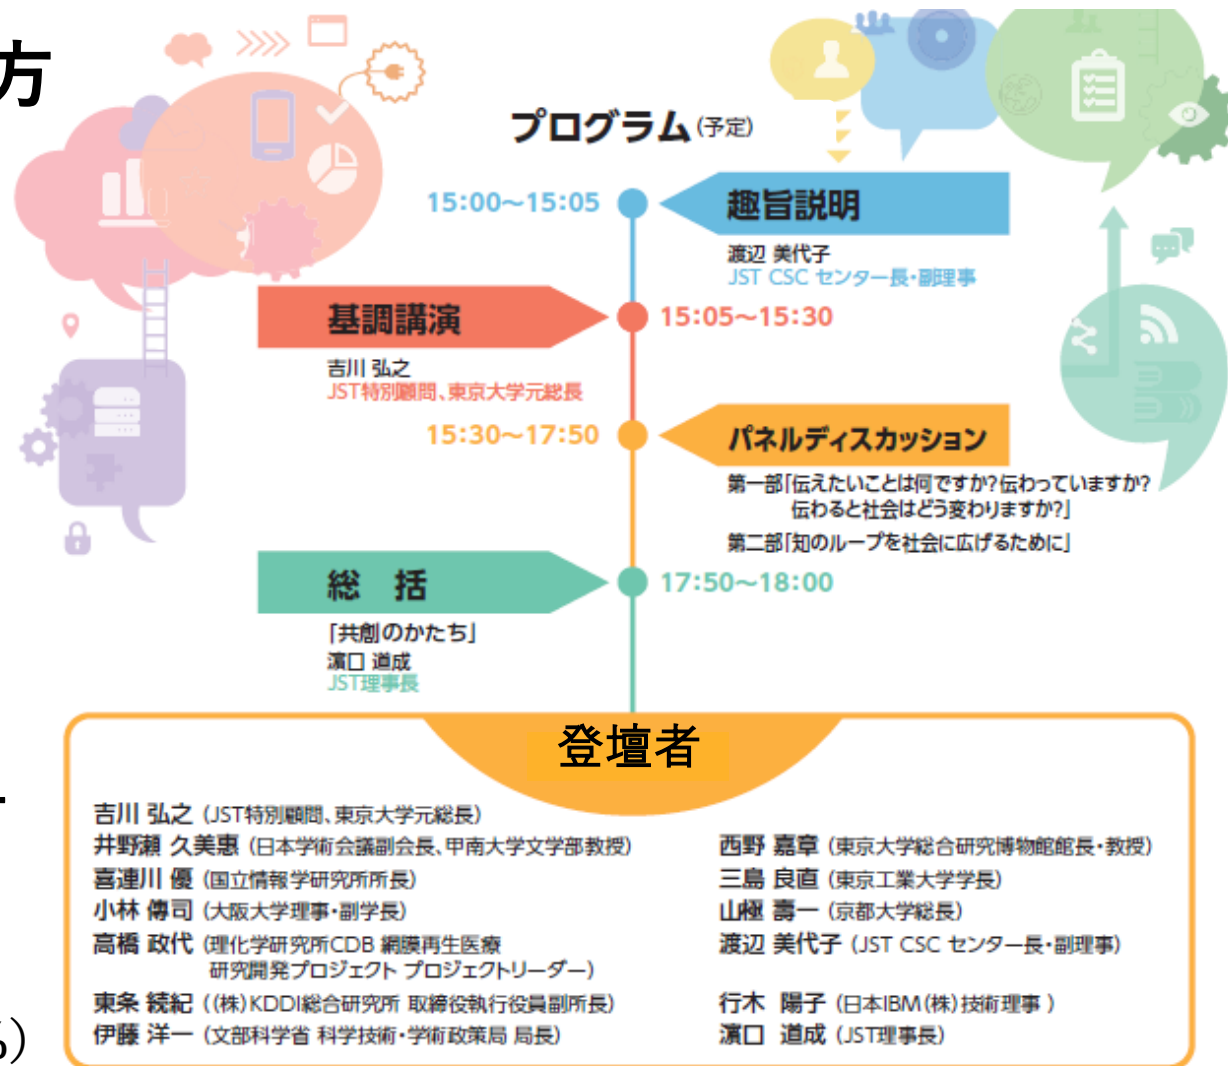 方
プログラム(予定)
15:00～15:05
趣旨説明
渡辺 美代子
JST CSC センター長・副理事
基調講演
15:05～15:30
吉川 弘之
JST特別顧問、東京大学元総長
15:30～17:50
パネルディスカッション
第一部「伝えたいことは何ですか?伝わっていますか?
伝わると社会はどう変わりますか?」
第二部「知のループを社会に広げるために」
総 括
17:50～18:00
「共創のかたち」
濵口 道成
JST理事長
登壇者
吉川 弘之 (JST特別顧問、東京大学元総長)
井野瀬 久美惠 (日本学術会議副会長、甲南大学文学部教授)
喜連川 優 (国立情報学研究所所長)
小林 傳司 (大阪大学理事・副学長)
高橋 政代 (理化学研究所CDB 網膜再生医療
研究開発プロジェクト プロジェクトリーダー)
東条 続紀 ((株)KDDI総合研究所 取締役執行役員副所長)
伊藤 洋一 (文部科学省 科学技術・学術政策局 局長)
西野 嘉章 (東京大学総合研究博物館館長・教授)
三島 良直 (東京工業大学学長)
山極 壽一 (京都大学総長)
渡辺 美代子 (JST CSC センター長・副理事)
行木 陽子 (日本IBM(株)技術理事 )
濵口 道成 (JST理事長)